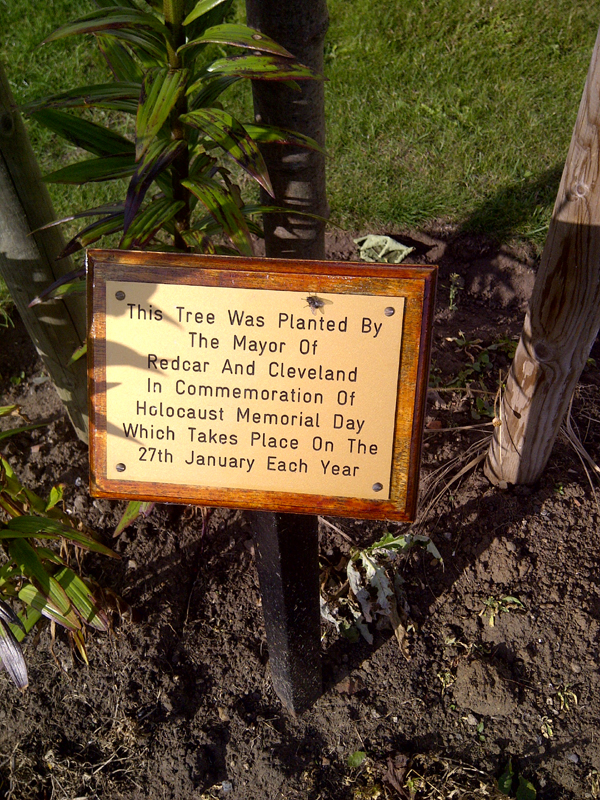 This Tree Was Planted By
The Mayor Of
Redcar And Cleveland
In Commemoration Of
Holocaust Memorial Day
Which Takes Place On The
27th January Each Year